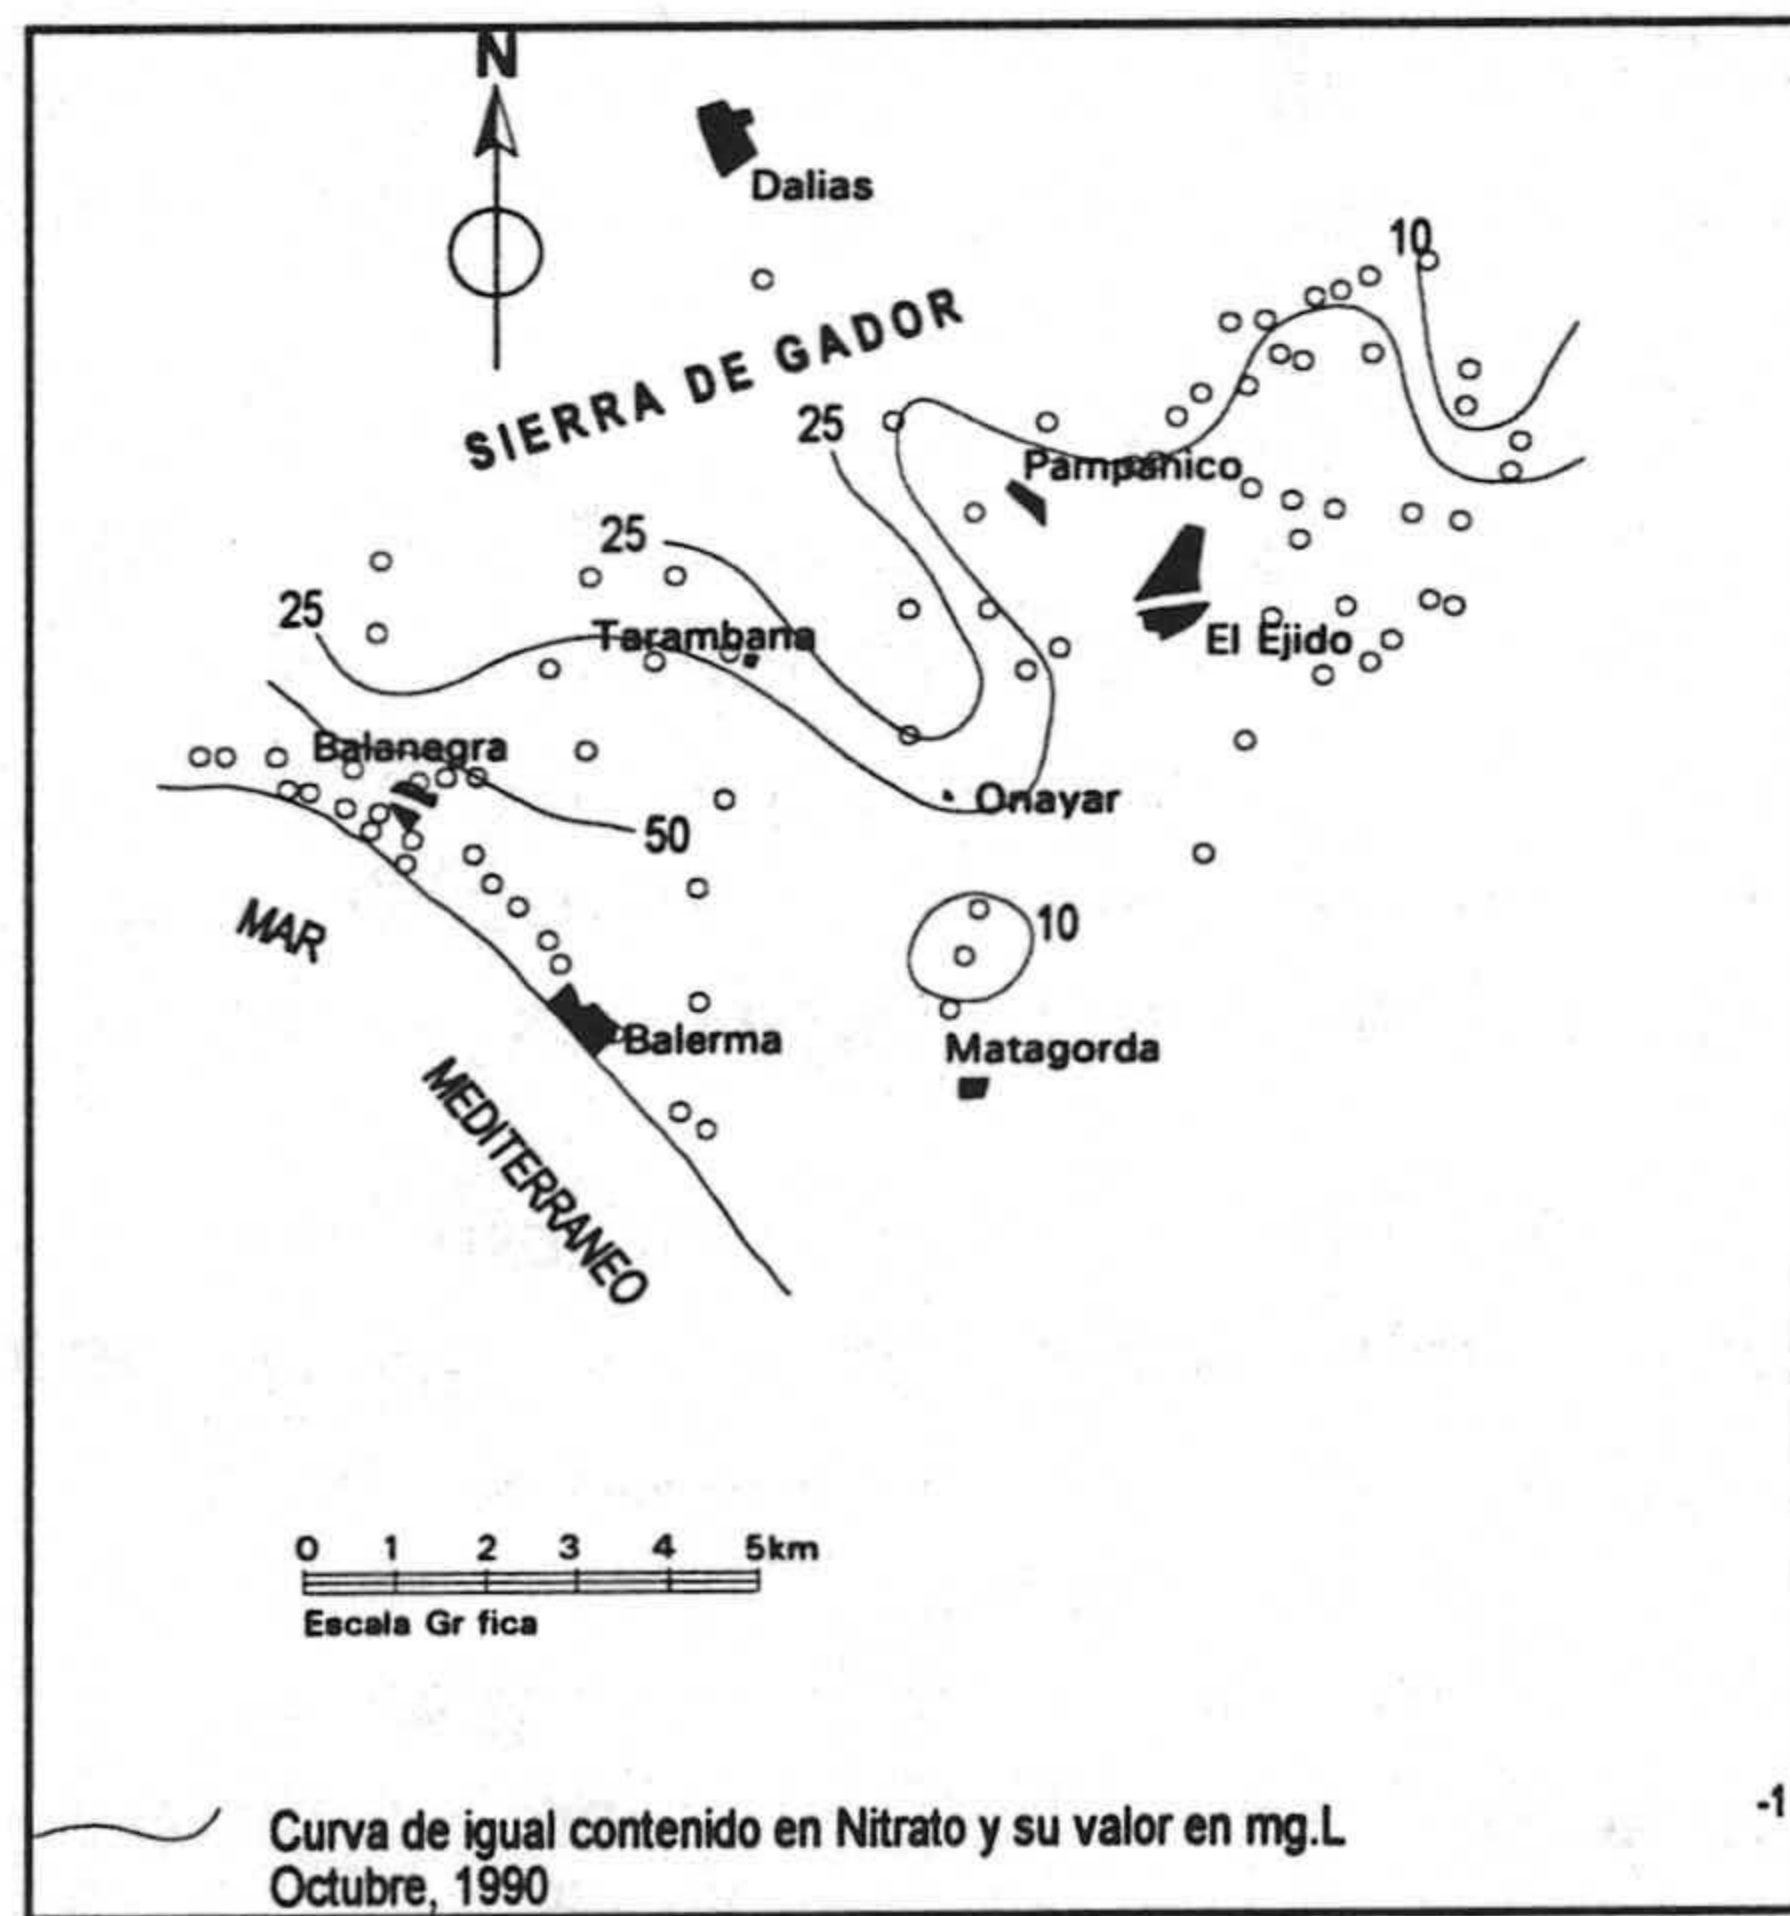 N
Dalias
10
SIERRA DE GADOR
25
Pampanico
25
25
Tarambana
El Ejido
Balanegra
Onayar
50
MAR
10
Balerma
Matagorda
MEDITERRANEO
0 1 2 3 4 5km
Escala Gr fica
-1
Curva de igual contenido en Nitrato y su valor en mg.L
Octubre, 1990